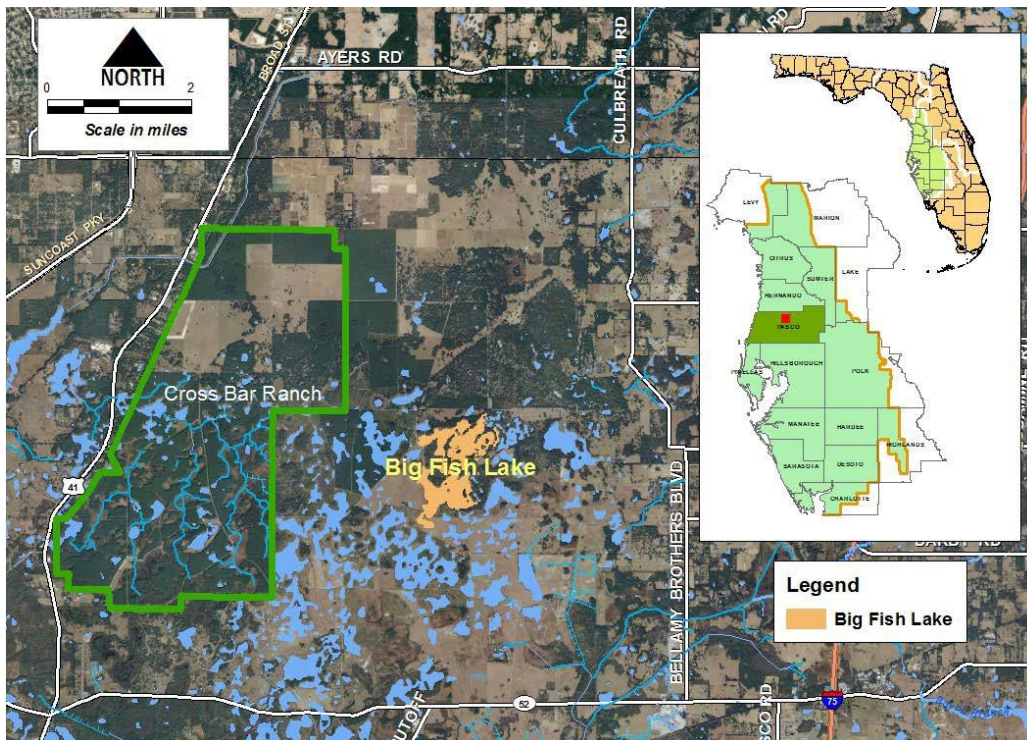 NORTH
0 2
Scale in miles
BROAD ST
AYERS RD
CULBREATH RD
SUNCOAST PKY
Cross Bar Ranch
Big Fish Lake
41
BELLAMY BROTHERS BLVD
52
75
LEVY
MARION
CITRUS
SUMTER
LAKE
HERNANDO
PASCO
PINELLAS
HILLSBOROUGH
POLK
MANATEE
HARDEE
HIGHLANDS
SARASOTA
DESOTO
CHARLOTTE
Legend
Big Fish Lake